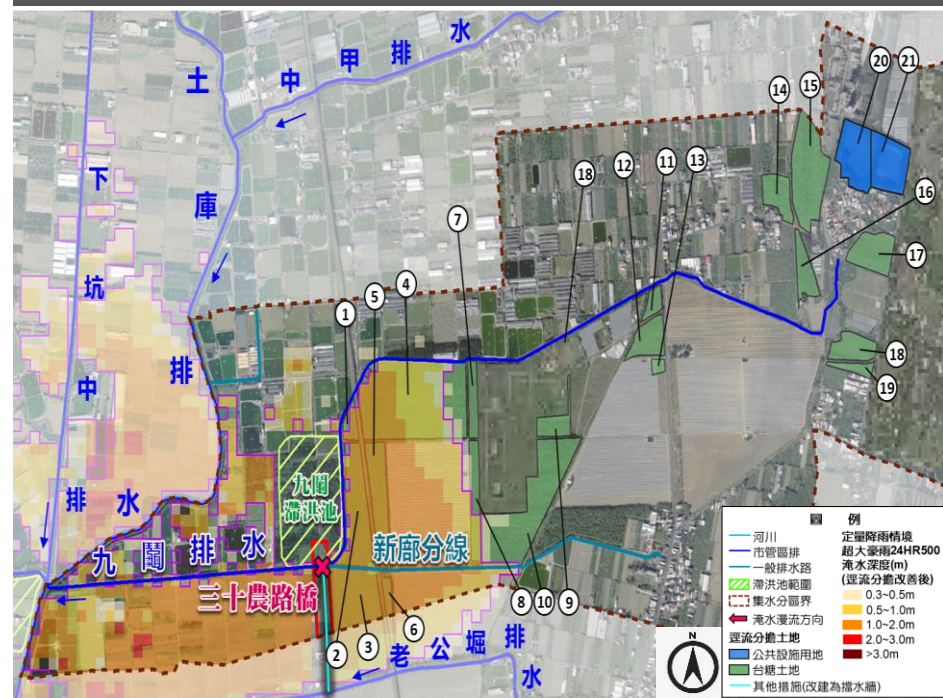 土庫排
中甲排水
下坑中排水
九鬮排水
九鬮
滯洪池
新廍分線
三十農路橋
老公堀排水
1
2
3
4
5
6
7
8
9
10
11
12
13
14
15
16
17
18
18
19
20
21
N
圖 例
河川
市管區排
一般排水路
滯洪池範圍
集水分區界
淹水漫流方向
逕流分擔土地
公共設施用地
台糖土地
其他措施(改建為擋水牆)
定量降雨情境
超大豪雨24HR500
淹水深度(m)
(逕流分擔改善後)
0.3~0.5m
0.5~1.0m
1.0~2.0m
2.0~3.0m
>3.0m